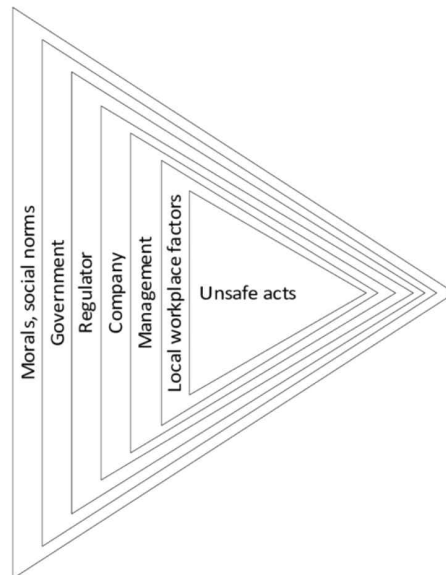 Morals, social norms
Government
Regulator
Company
Management
Local workplace factors
Unsafe acts